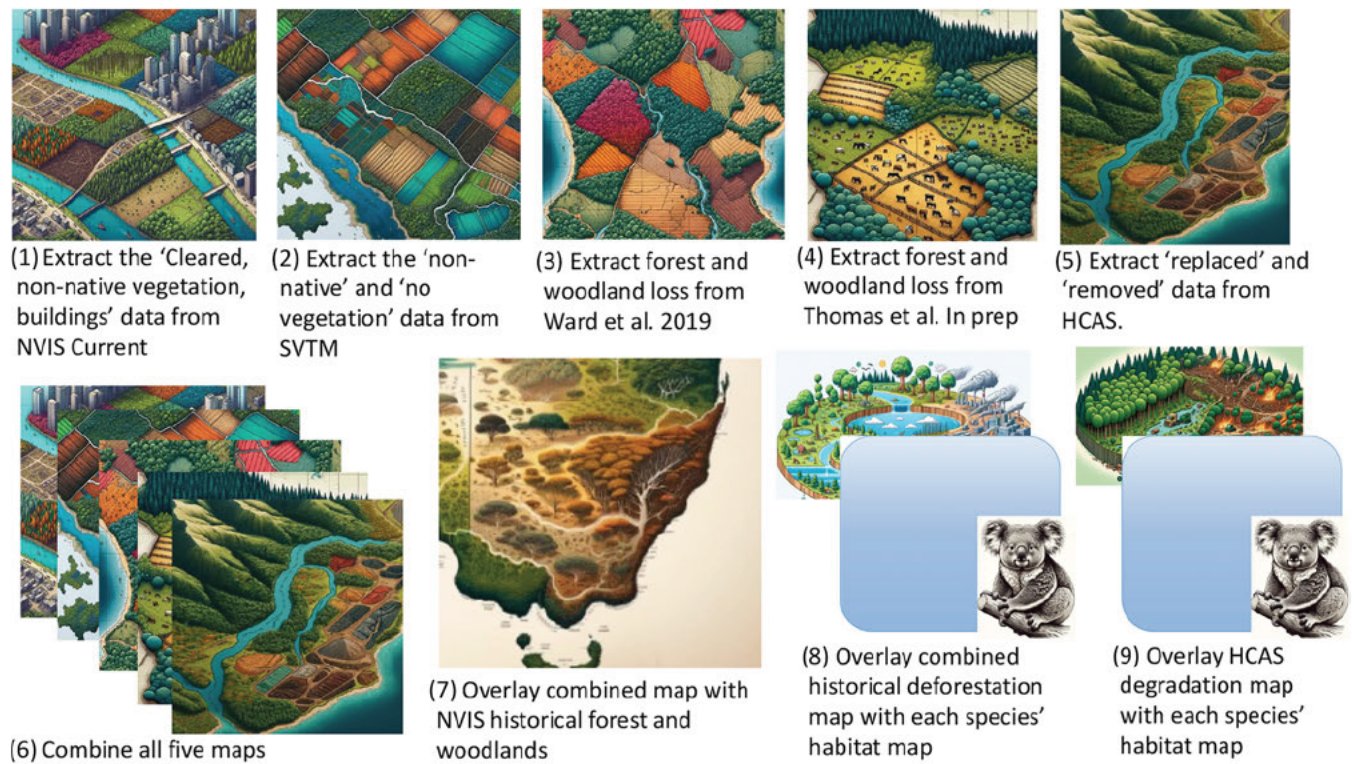 (1) Extract the ‘Cleared,
non-native vegetation,
buildings’ data from
NVIS Current
(2) Extract the ‘non-
native’ and ‘no
vegetation’ data from
SVTM
(3) Extract forest and
woodland loss from
Ward et al. 2019
(4) Extract forest and
woodland loss from
Thomas et al. In prep
(5) Extract ‘replaced’ and
‘removed’ data from
HCAS.
(6) Combine all five maps
(7) Overlay combined map with
NVIS historical forest and
woodlands
(8) Overlay combined
historical deforestation
map with each species’
habitat map
(9) Overlay HCAS
degradation map
with each species’
habitat map